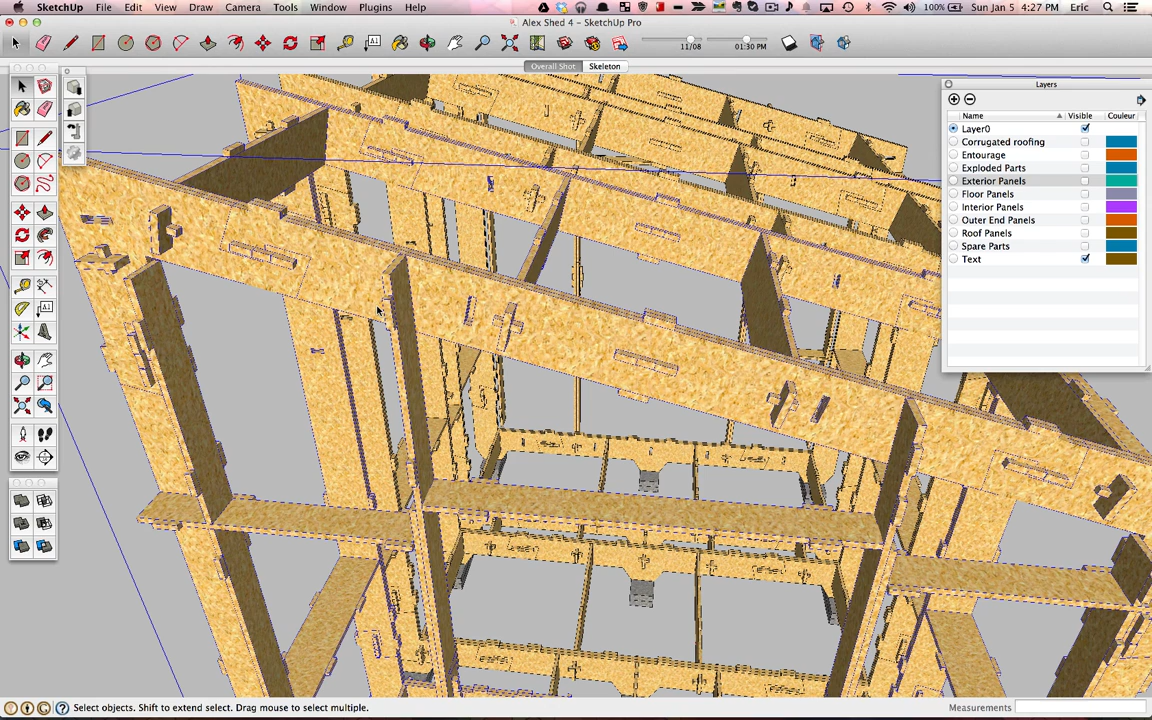 SketchUp File Edit View Draw Camera Tools Window Plugins Help
100% Sun Jan 5 4:27 PM Eric
Alex Shed 4 - SketchUp Pro
11/08 01:30 PM
Overall Shot Skeleton
Layers
Name Visible Couleur
Layer0
Corrugated roofing
Entourage
Exploded Parts
Exterior Panels
Floor Panels
Interior Panels
Outer End Panels
Roof Panels
Spare Parts
Text
Select objects. Shift to extend select. Drag mouse to select multiple.
Measurements